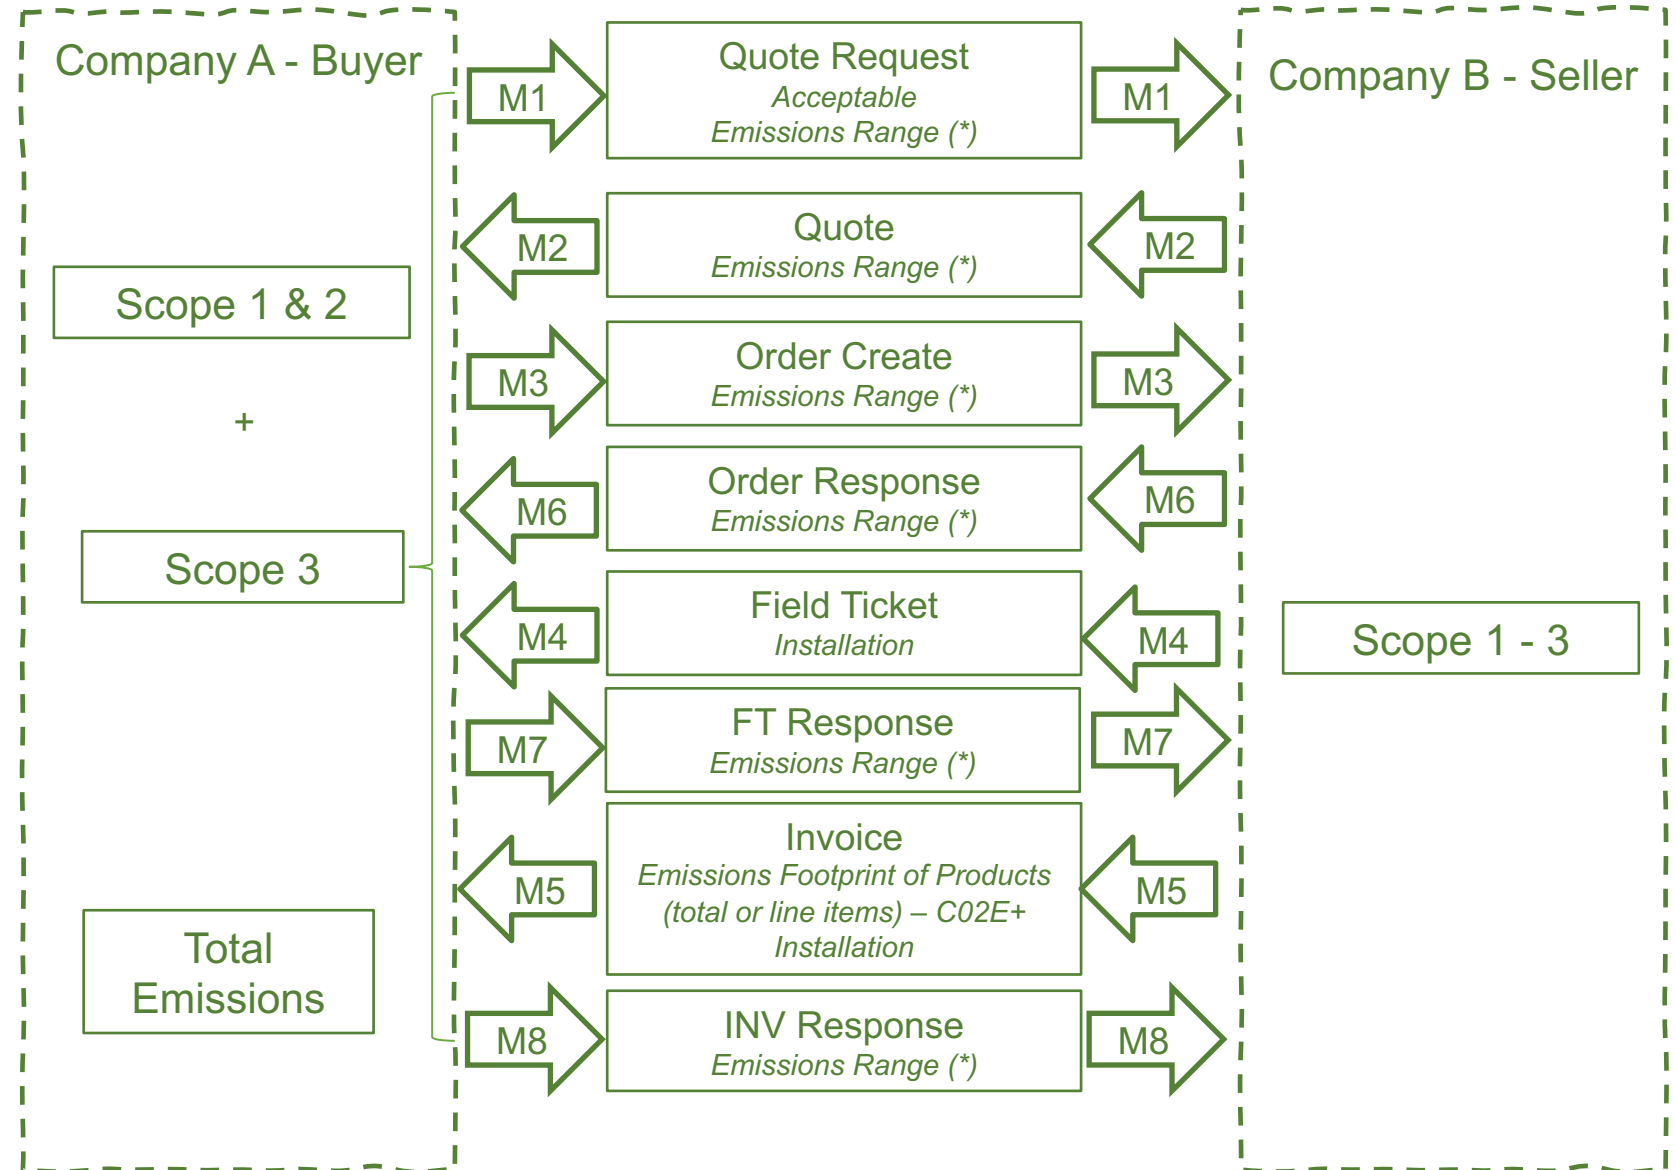 Company A - Buyer
Scope 1 & 2
+
Scope 3
Total
Emissions
M1
Quote Request
Acceptable
Emissions Range (*)
M1
M2
Quote
Emissions Range (*)
M2
M3
Order Create
Emissions Range (*)
M3
M6
Order Response
Emissions Range (*)
M6
M4
Field Ticket
Installation
M4
M7
FT Response
Emissions Range (*)
M7
M5
Invoice
Emissions Footprint of Products
(total or line items) – C02E+
Installation
M5
M8
INV Response
Emissions Range (*)
M8
Company B - Seller
Scope 1 - 3